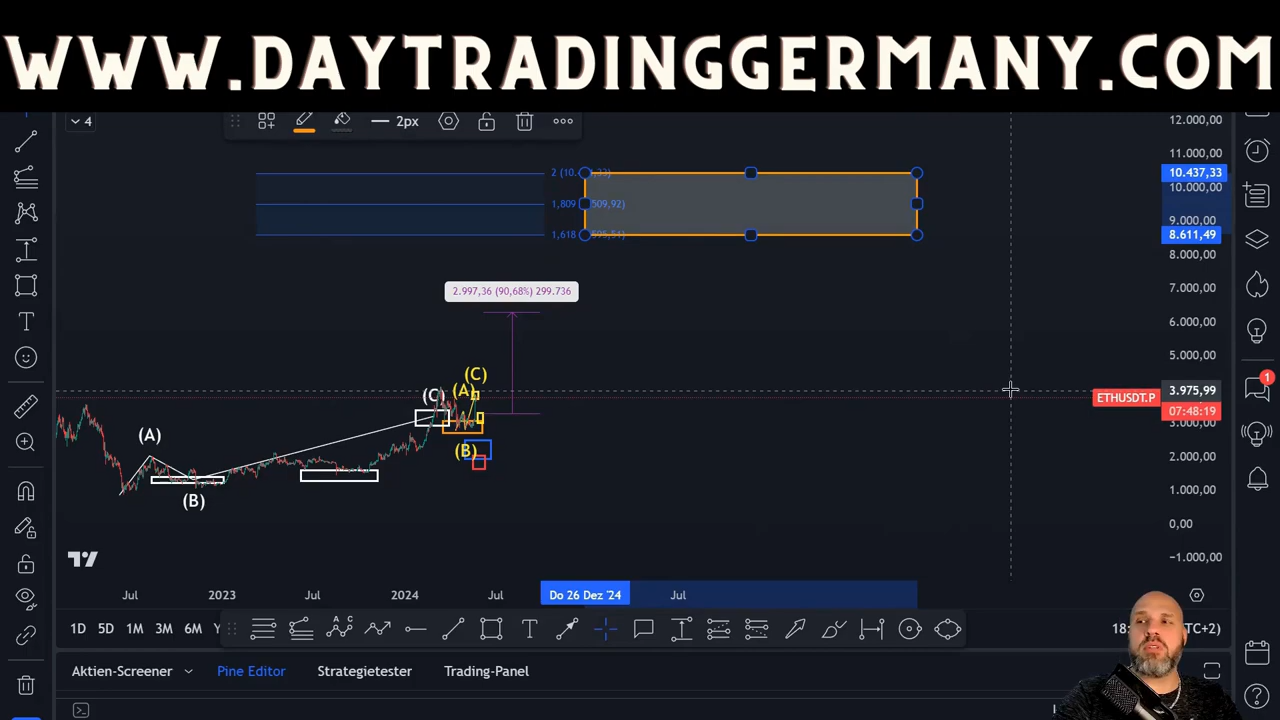 WWW.DAYTRADINGGERMANY.COM
4
2px
12.000,00
11.000,00
10.437,33
10.000,00
9.000,00
8.611,49
8.000,00
7.000,00
6.000,00
5.000,00
3.975,99
ETHUSDT.P
07:48:19
3.000,00
2.000,00
1.000,00
0,00
−1.000,00
1
2 (10.
1,809
509,92)
1,618
2.997,36 (90,68%) 299.736
(C)
(C)
(A)
(A)
(B)
(B)
Jul
2023
Jul
2024
Jul
Do 26 Dez '24
Jul
1D 5D 1M 3M 6M
Aktien-Screener
Pine Editor
Strategietester
Trading-Panel